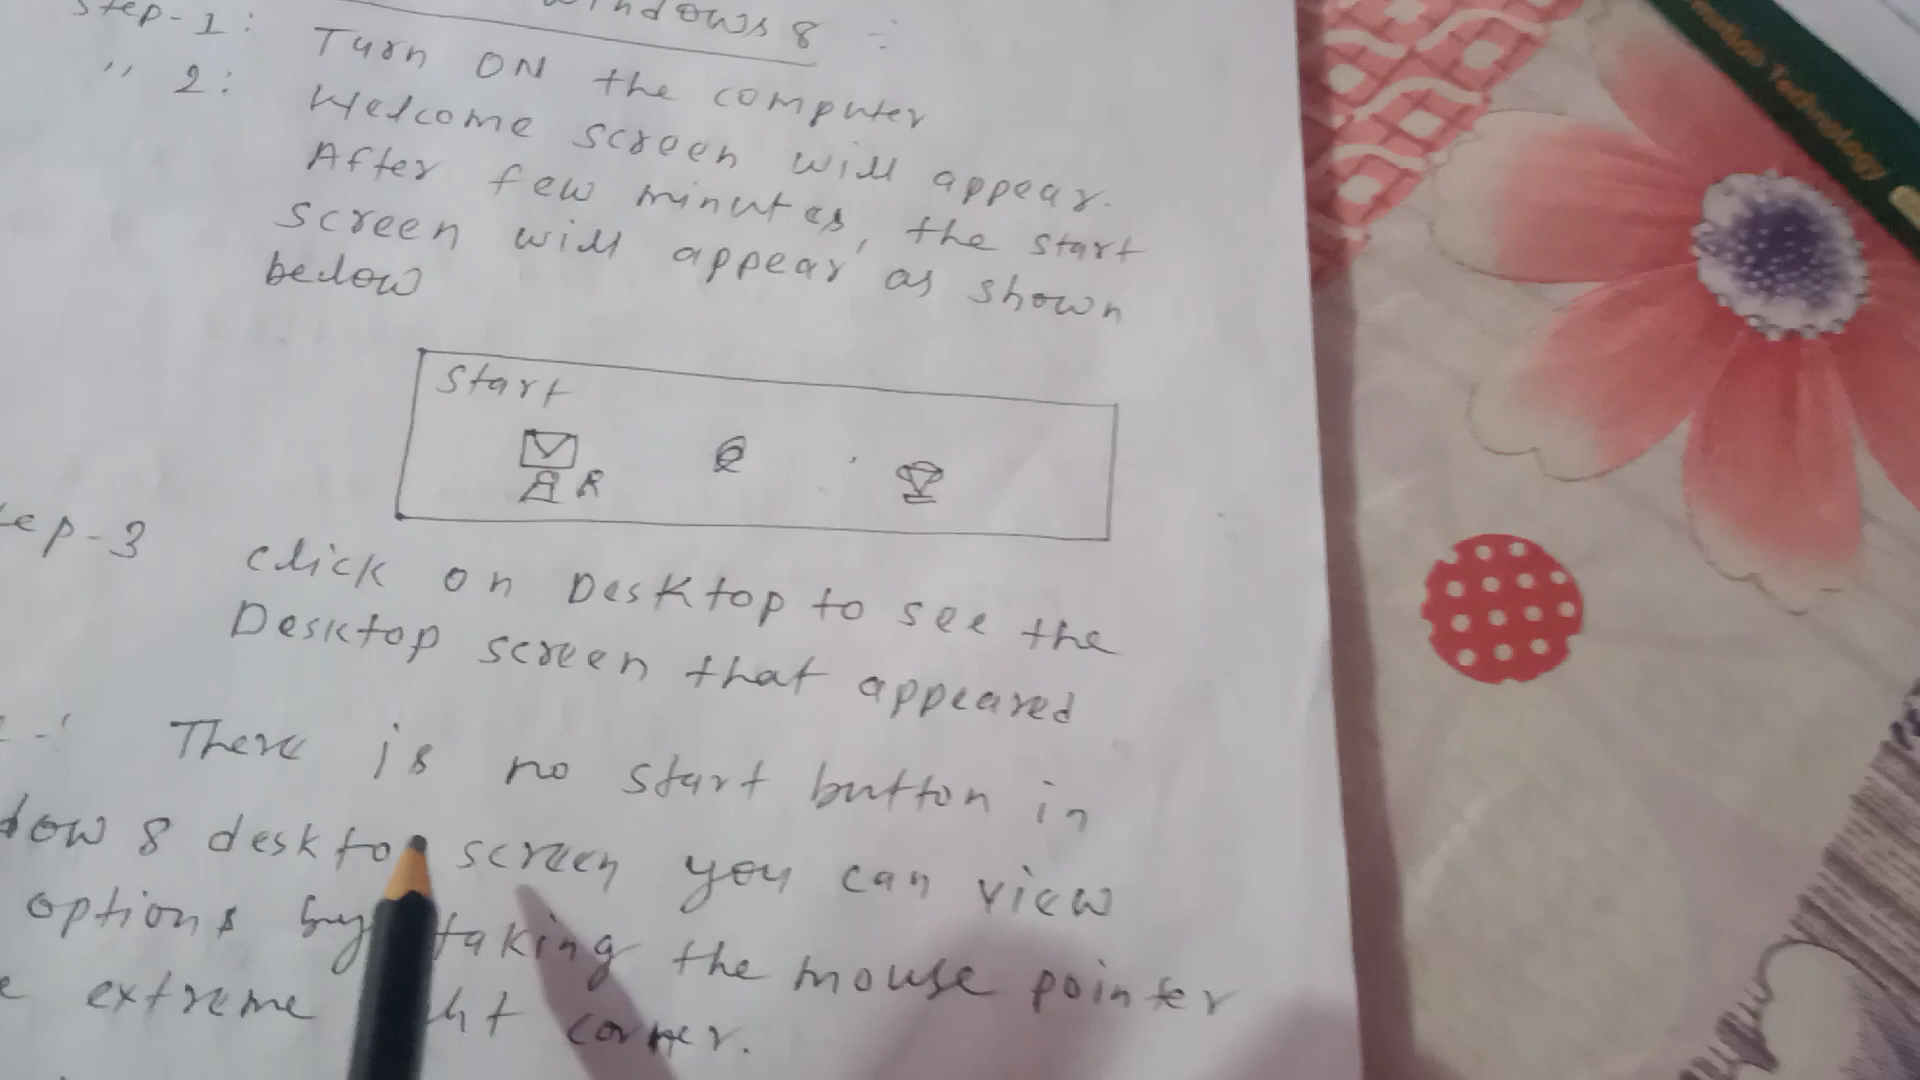 Windows 8 :-
Step-1: Turn ON the computer
" 2: Welcome screen will appear.
After few minutes, the start
screen will appear as shown
below
Start
ep-3 click on Desktop to see the
Desktop screen that appeared
There is no start button in
dow 8 deskto screen you can view
options by taking the mouse pointer
e extreme ht corner.
rmation Technology